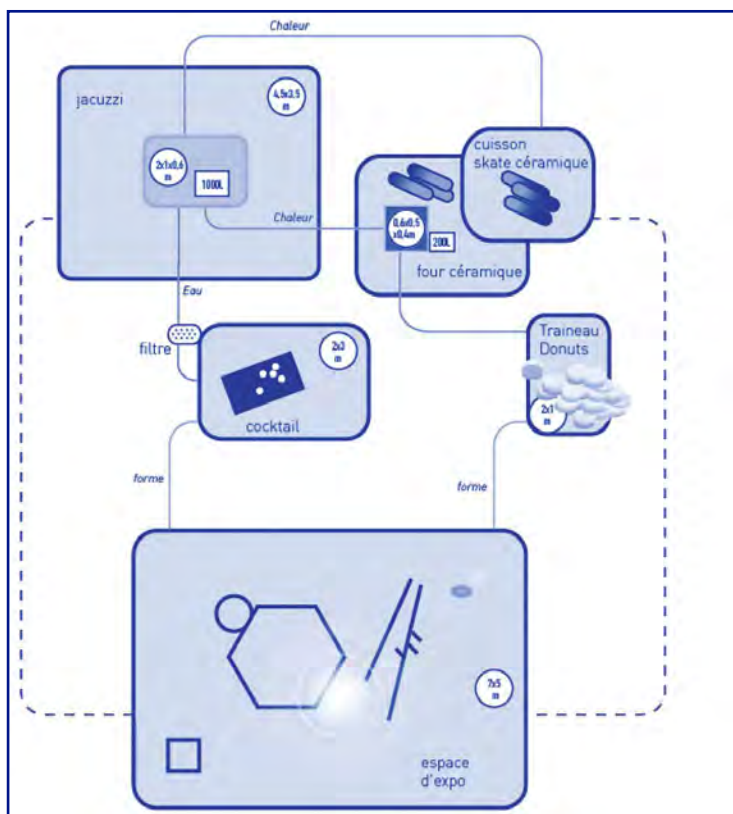 Chaleur
jacuzzi
4,5x3,5
m
cuisson
skate céramique
2x1x0,6
m
1000L
Chaleur
0,6x0,5
x0,4m
200L
four céramique
Eau
filtre
2x3
m
Traineau
Donuts
2x1
m
cocktail
forme
forme
7x5
m
espace
d'expo